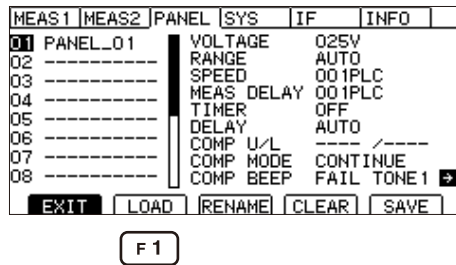 MEAS1 MEAS2 PANEL SYS IF INFO
01 PANEL_01 VOLTAGE 025V
02 ---------- RANGE AUTO
03 ---------- SPEED 001PLC
04 ---------- MEAS DELAY 001PLC
05 ---------- TIMER OFF
06 ---------- DELAY AUTO
07 ---------- COMP U/L ---- /----
08 ---------- COMP MODE CONTINUE
COMP BEEP FAIL TONE1
EXIT LOAD RENAME CLEAR SAVE
F1